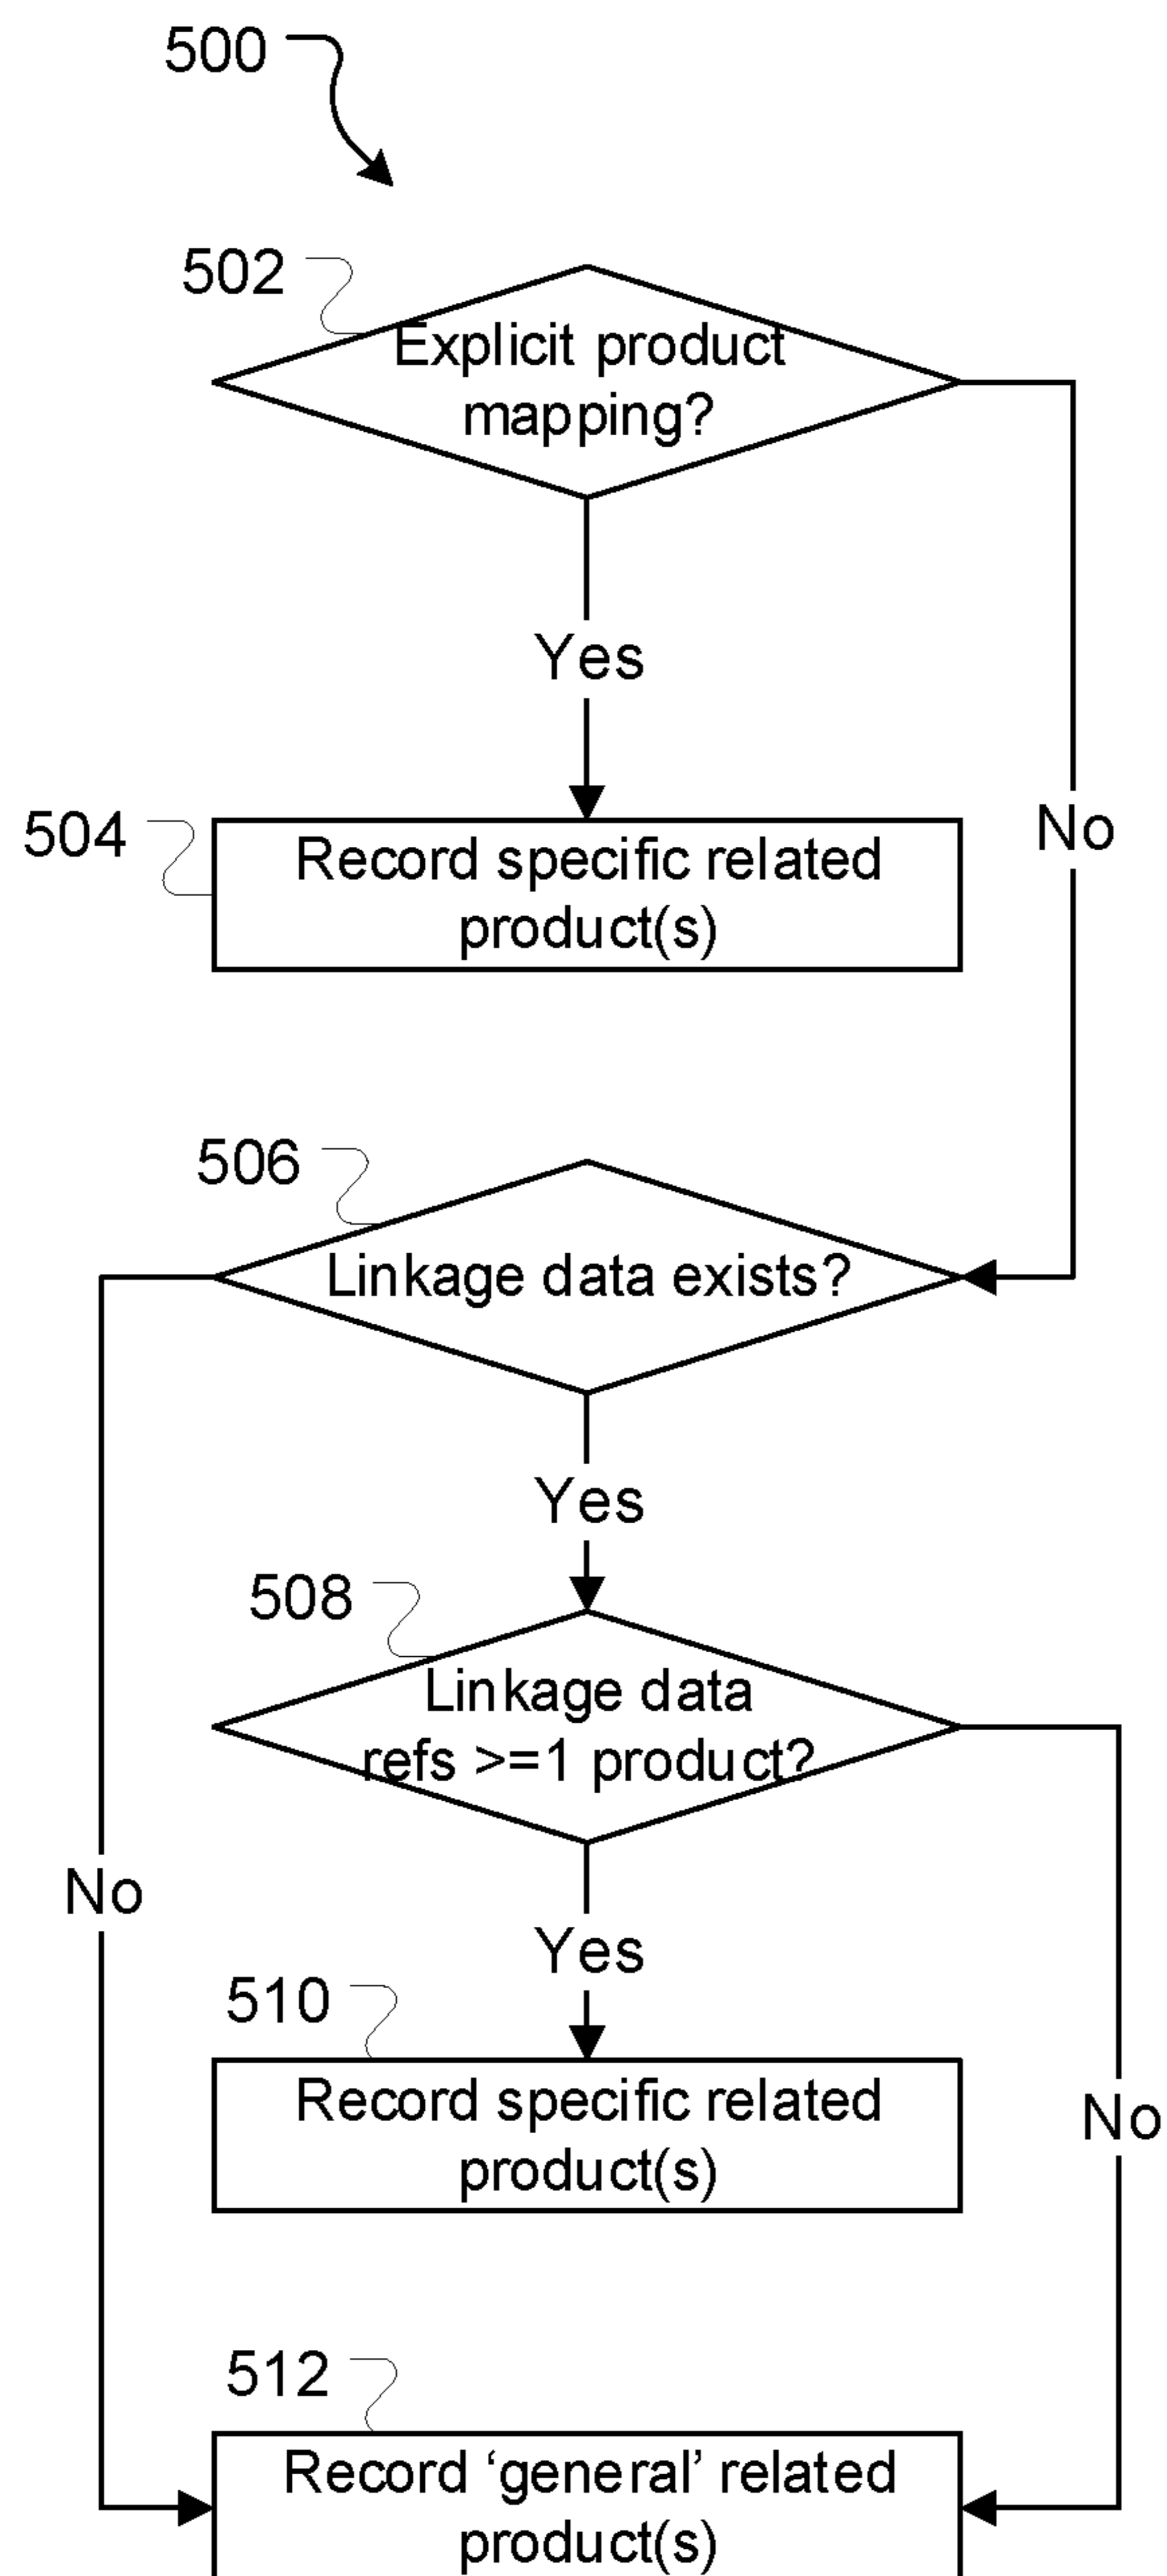 500
502
Explicit product
mapping?
Yes
504
Record specific related
product(s)
No
506
Linkage data exists?
Yes
508
Linkage data
refs >=1 product?
No
Yes
510
Record specific related
product(s)
No
512
Record ‘general’ related
product(s)